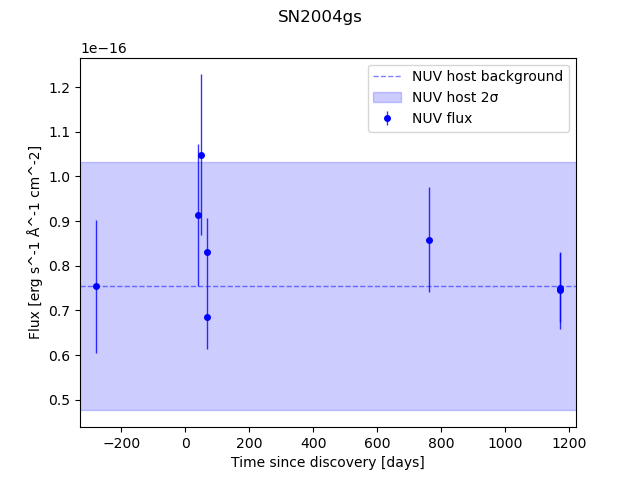 SN2004gs
1e−16
NUV host background
NUV host 2σ
NUV flux
1.2
1.1
1.0
0.9
0.8
0.7
0.6
0.5
Flux [erg s^-1 Å^-1 cm^-2]
−200 0 200 400 600 800 1000 1200
Time since discovery [days]